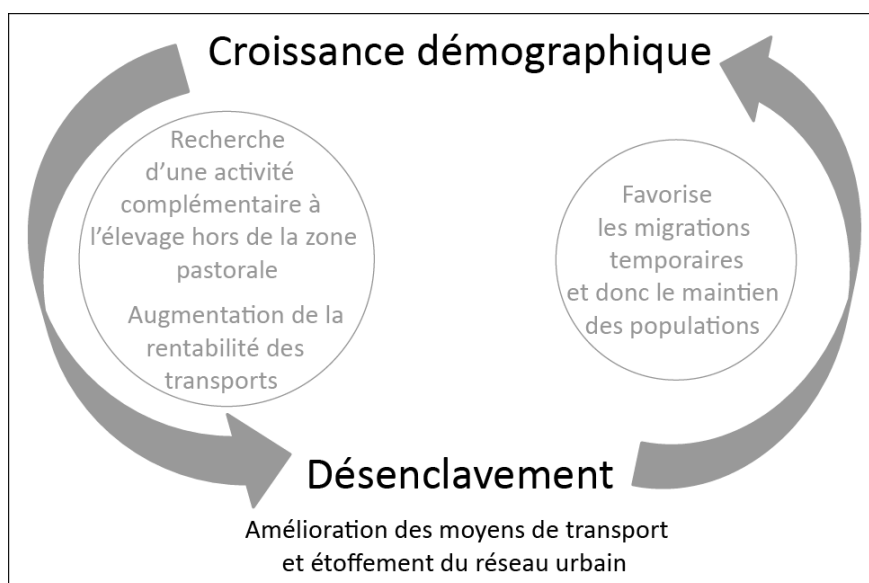 Croissance démographique
Recherche
d'une activité
complémentaire à
l'élevage hors de la zone
pastorale
Augmentation de la
rentabilité des
transports
Favorise
les migrations
temporaires
et donc le maintien
des populations
Désenclavement
Amélioration des moyens de transport
et étoffement du réseau urbain